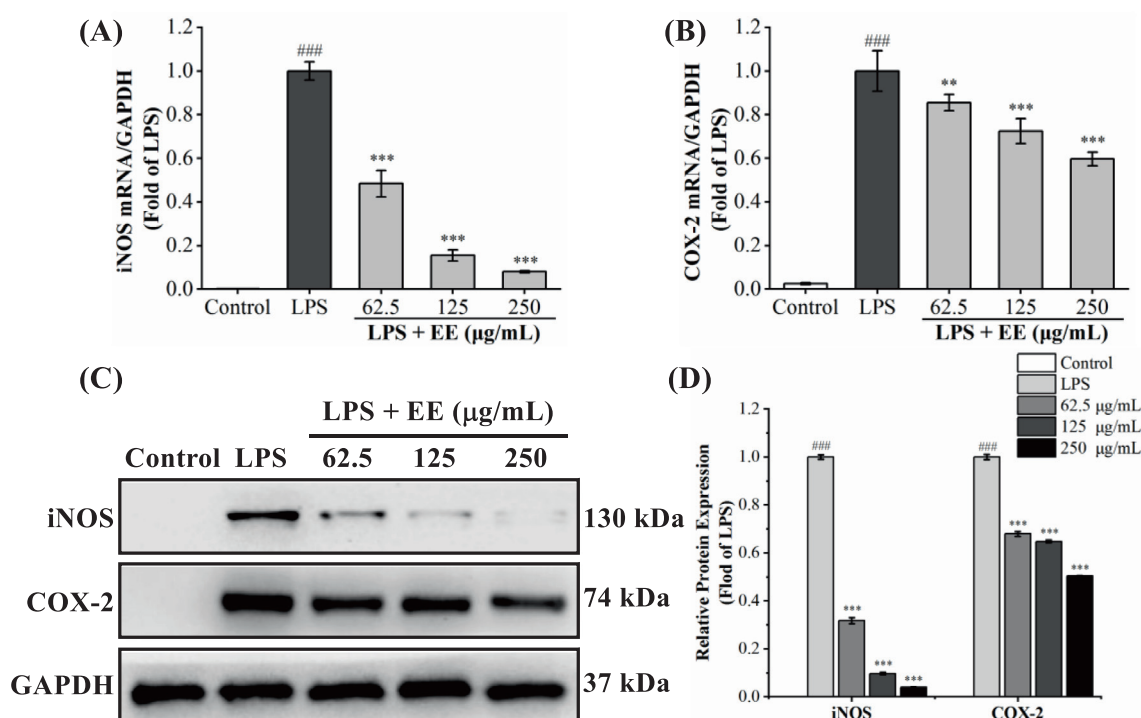 (A)
iNOS mRNA/GAPDH
(Fold of LPS)
1.2
1.0
0.8
0.6
0.4
0.2
0.0
###
***
***
***
Control LPS 62.5 125 250
LPS + EE (μg/mL)
(B)
COX-2 mRNA/GAPDH
(Fold of LPS)
1.2
1.0
0.8
0.6
0.4
0.2
0.0
###
**
***
***
Control LPS 62.5 125 250
LPS + EE (μg/mL)
(C)
LPS + EE (μg/mL)
Control LPS 62.5 125 250
iNOS 130 kDa
COX-2 74 kDa
GAPDH 37 kDa
(D)
Control
LPS
62.5 μg/mL
125 μg/mL
250 μg/mL
Relative Protein Expression
(Flod of LPS)
1.2
1.0
0.8
0.6
0.4
0.2
0.0
###
***
***
***
###
***
***
***
iNOS COX-2